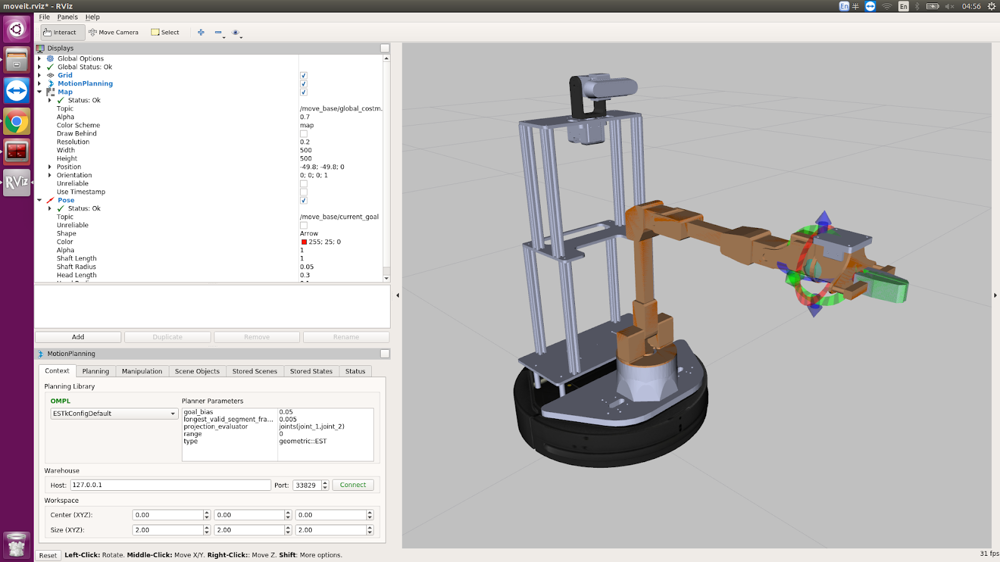 moveit.rviz* - RViz
En 半 En 04:56
File Panels Help
Interact Move Camera Select
Displays
Global Options
Global Status: Ok
Grid
MotionPlanning
Map
Status: Ok
Topic /move_base/global_costm.
Alpha 0.7
Color Scheme map
Draw Behind
Resolution 0.2
Width 500
Height 500
Position -49.8; -49.8; 0
Orientation 0; 0; 0; 1
Unreliable
Use Timestamp
Pose
Status: Ok
Topic /move_base/current_goal
Unreliable
Shape Arrow
Color 255; 25; 0
Alpha 1
Shaft Length 1
Shaft Radius 0.05
Head Length 0.3
RViz
Add Duplicate Remove Rename
MotionPlanning
Context Planning Manipulation Scene Objects Stored Scenes Stored States Status
Planning Library
OMPL Planner Parameters
ESTkConfigDefault
goal_bias 0.05
longest_valid_segment_fra... 0.005
projection_evaluator joints(joint_1,joint_2)
range 0
type geometric::EST
Warehouse
Host: 127.0.0.1 Port: 33829 Connect
Workspace
Center (XYZ): 0.00 0.00 0.00
Size (XYZ): 2.00 2.00 2.00
Reset Left-Click: Rotate. Middle-Click: Move X/Y. Right-Click:: Move Z. Shift: More options.
31 fps